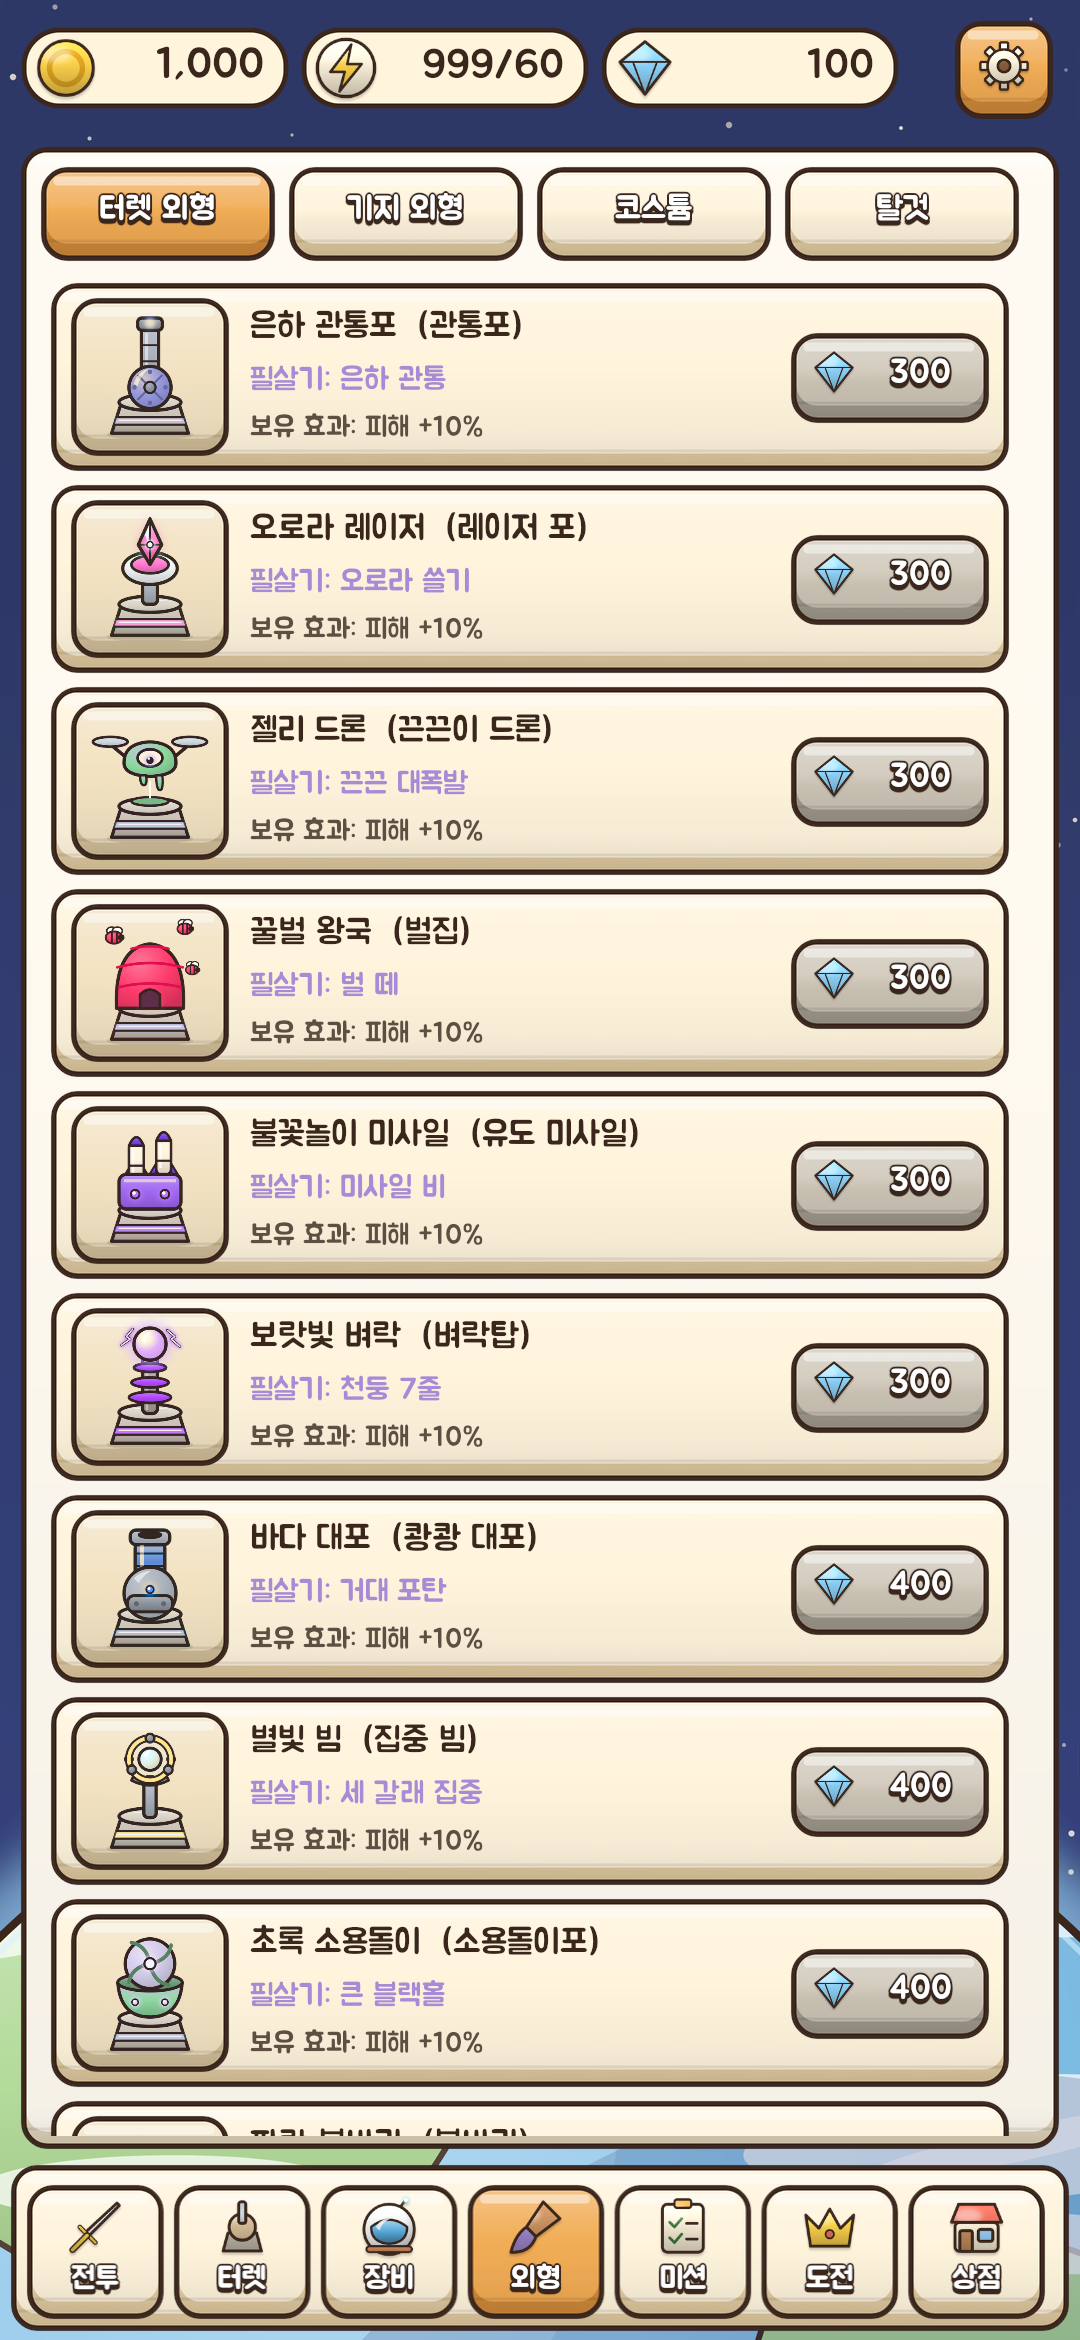 1,000
999/60
100
터렛 외형
기지 외형
코스튬
탈것
은하 관통포 (관통포)
필살기: 은하 관통
보유 효과: 피해 +10%
300
오로라 레이저 (레이저 포)
필살기: 오로라 쓸기
보유 효과: 피해 +10%
300
젤리 드론 (끈끈이 드론)
필살기: 끈끈 대폭발
보유 효과: 피해 +10%
300
꿀벌 왕국 (벌집)
필살기: 벌 떼
보유 효과: 피해 +10%
300
불꽃놀이 미사일 (유도 미사일)
필살기: 미사일 비
보유 효과: 피해 +10%
300
보랏빛 벼락 (벼락탑)
필살기: 천둥 7줄
보유 효과: 피해 +10%
300
바다 대포 (쾅쾅 대포)
필살기: 거대 포탄
보유 효과: 피해 +10%
400
별빛 빔 (집중 빔)
필살기: 세 갈래 집중
보유 효과: 피해 +10%
400
초록 소용돌이 (소용돌이포)
필살기: 큰 블랙홀
보유 효과: 피해 +10%
400
전투
터렛
장비
외형
미션
도전
상점